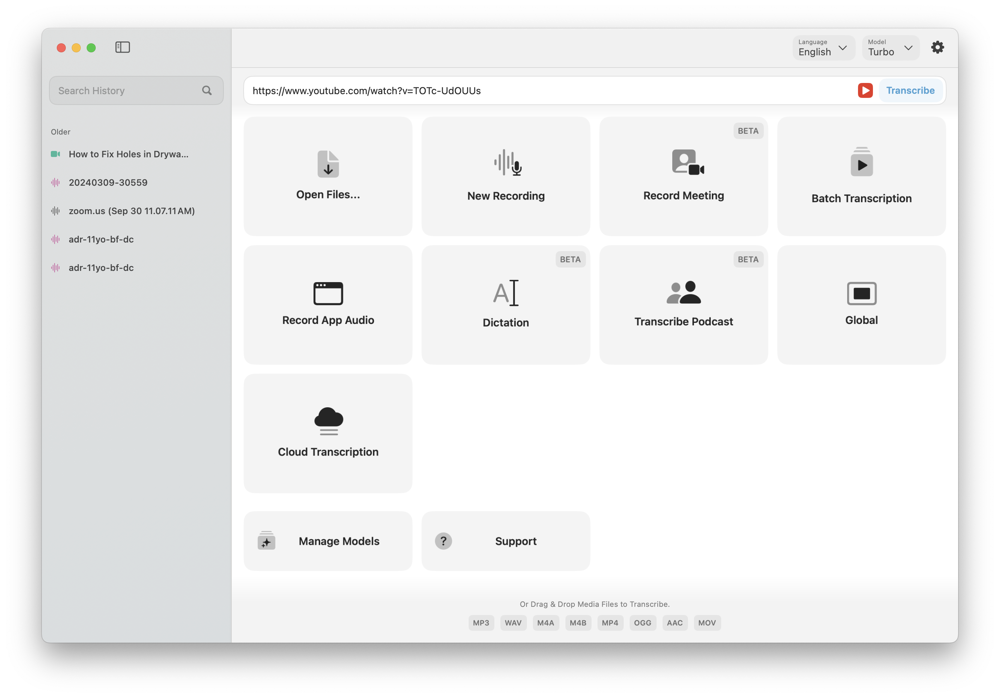 Language
English
Model
Turbo
Search History
https://www.youtube.com/watch?v=TOTc-UdOUUs
Transcribe
Older
How to Fix Holes in Drywa...
20240309-30559
zoom.us (Sep 30 11.07.11 AM)
adr-11yo-bf-dc
adr-11yo-bf-dc
Open Files...
New Recording
BETA
Record Meeting
Batch Transcription
Record App Audio
BETA
Dictation
BETA
Transcribe Podcast
Global
Cloud Transcription
Manage Models
?
Support
Or Drag & Drop Media Files to Transcribe.
MP3 WAV M4A M4B MP4 OGG AAC MOV